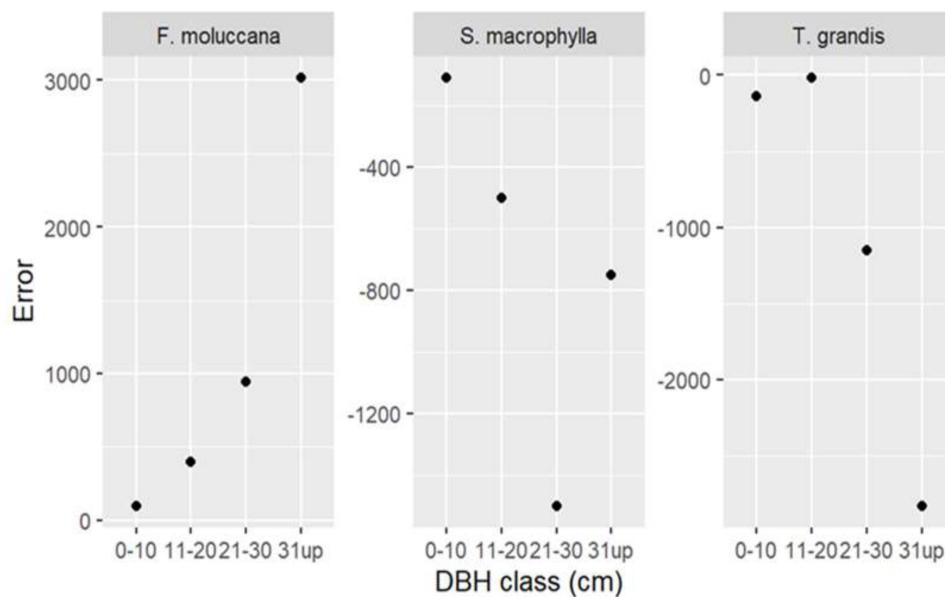 F. moluccana S. macrophylla T. grandis
Error
3000
2000
1000
0
-400
-800
-1200
0
-1000
-2000
0-10 11-20 21-30 31up 0-10 11-20 21-30 31up 0-10 11-20 21-30 31up
DBH class (cm)